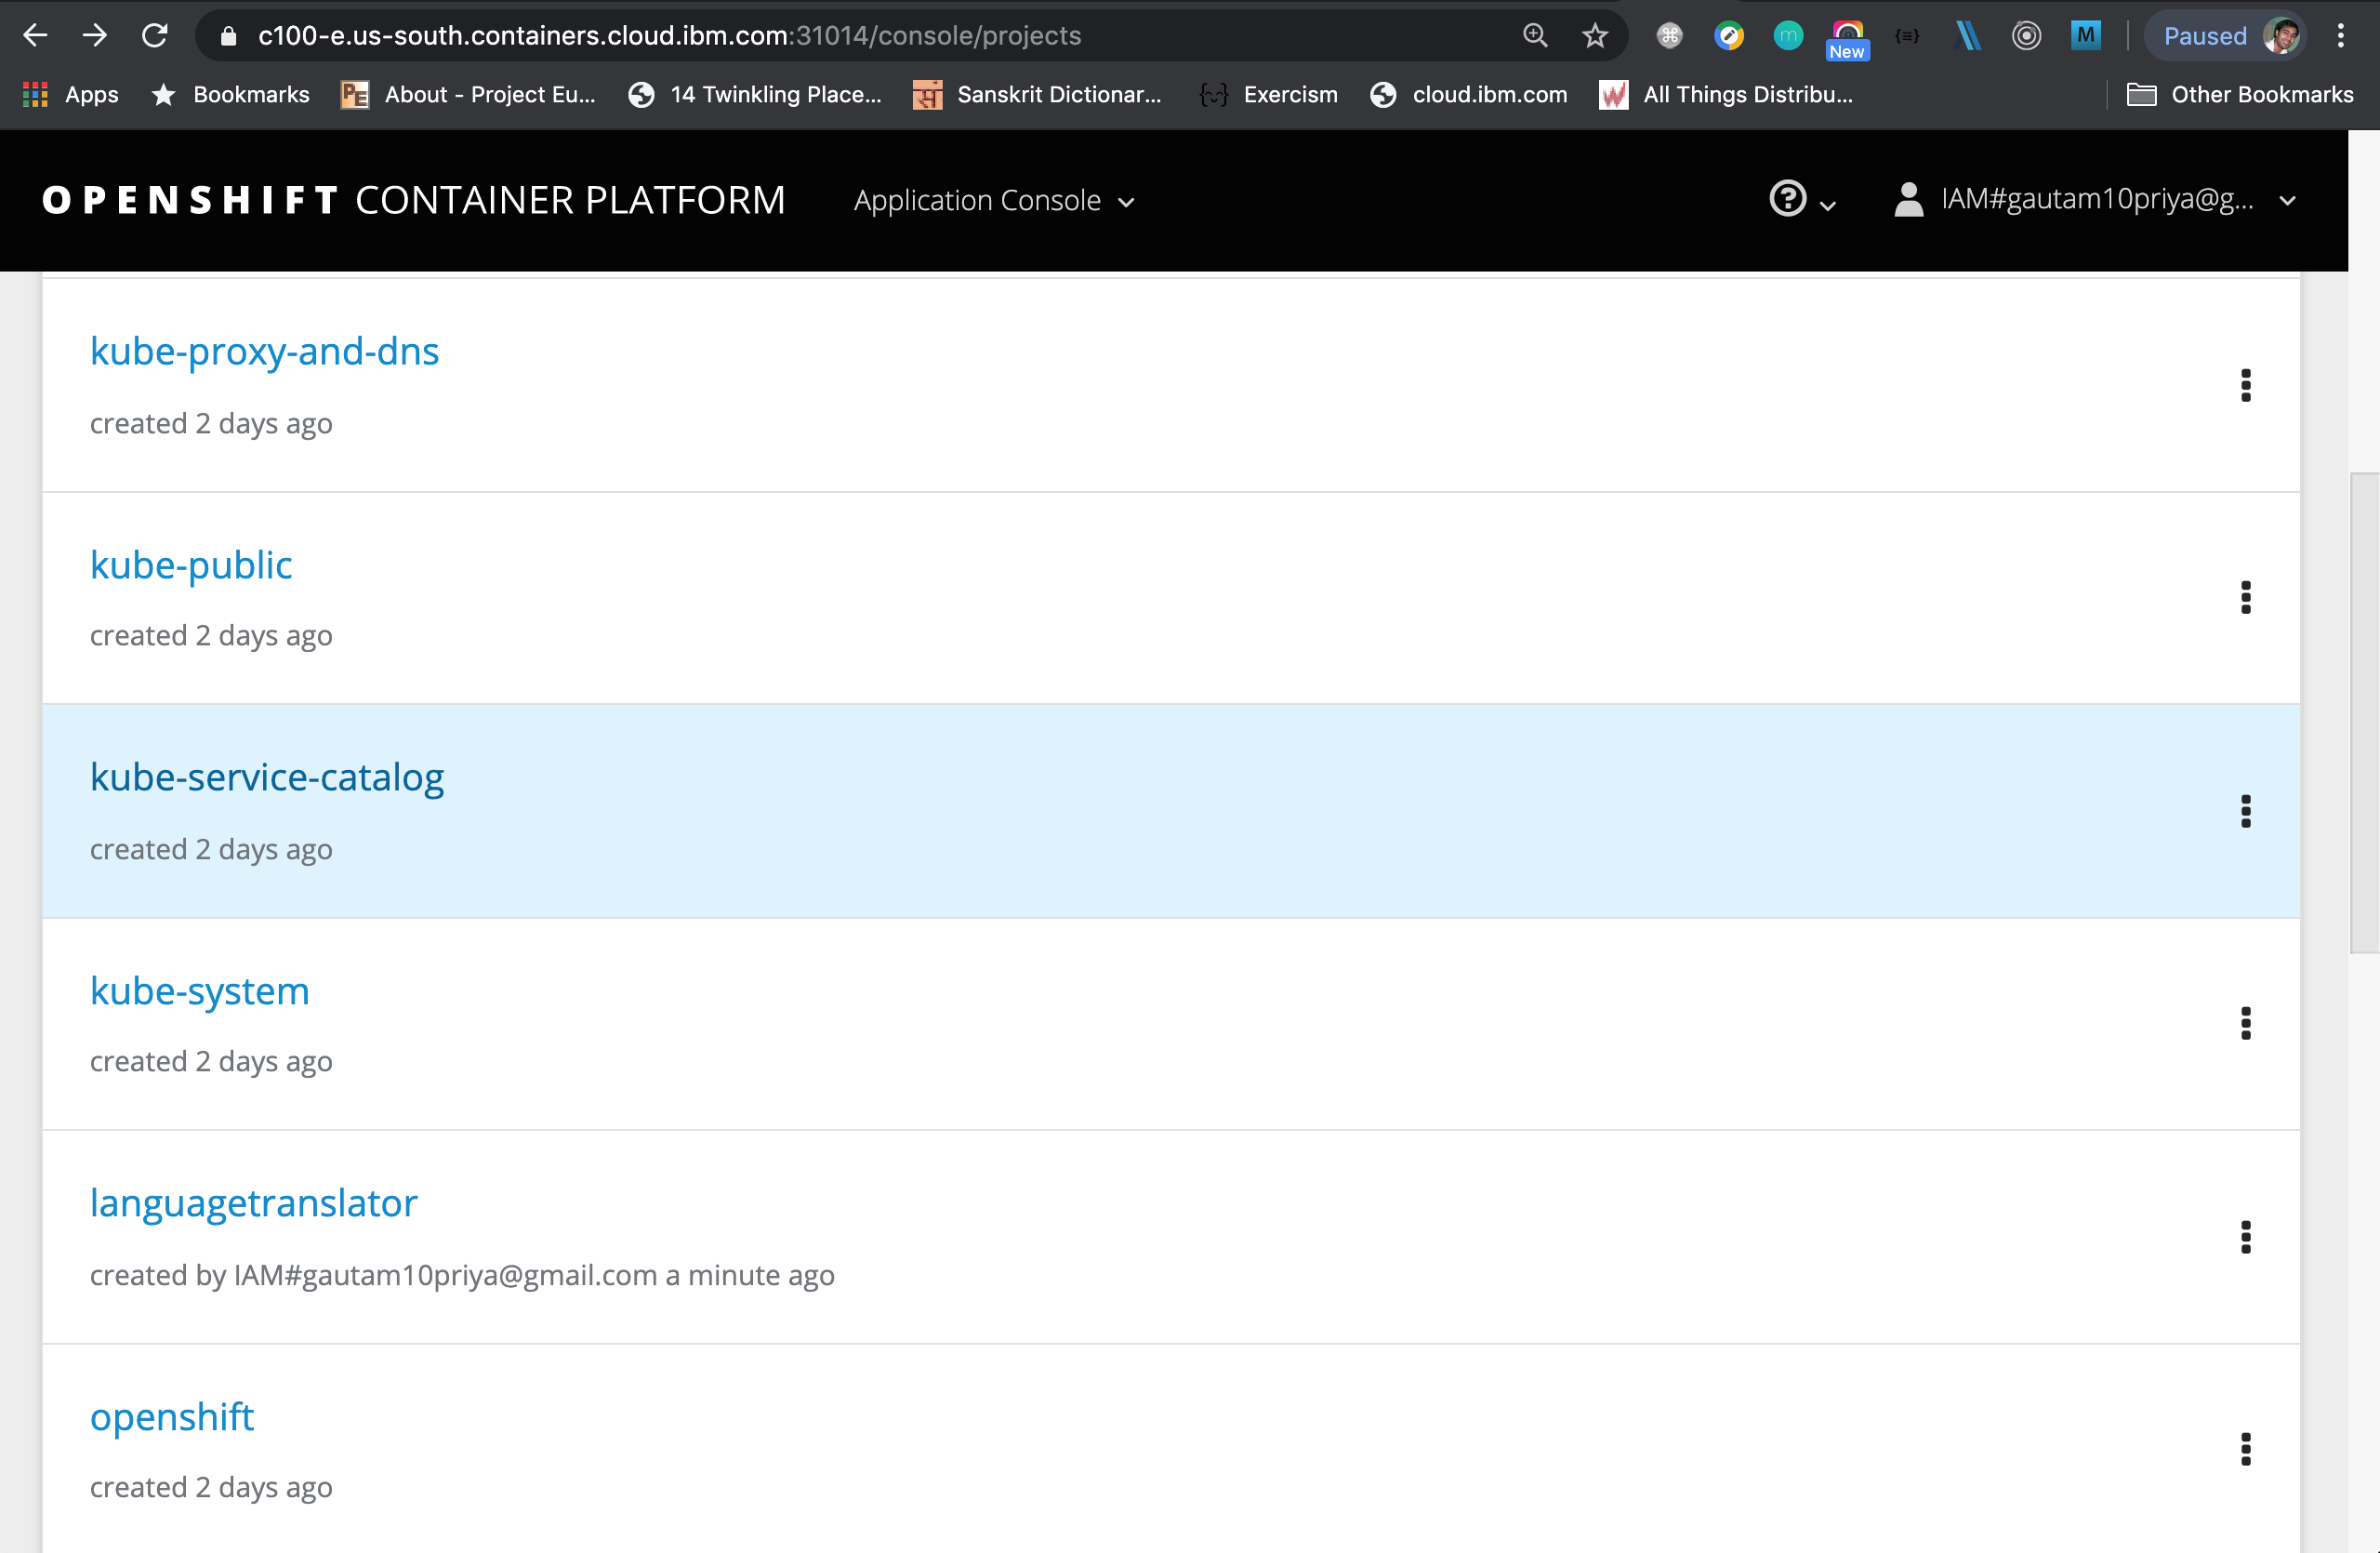 c100-e.us-south.containers.cloud.ibm.com:31014/console/projects
New
M
Paused
Apps
Bookmarks
PE
About - Project Eu...
14 Twinkling Place...
सं
Sanskrit Dictionar...
Exercism
cloud.ibm.com
All Things Distribu...
Other Bookmarks
OPENSHIFT CONTAINER PLATFORM
Application Console
IAM#gautam10priya@g...
kube-proxy-and-dns
created 2 days ago
kube-public
created 2 days ago
kube-service-catalog
created 2 days ago
kube-system
created 2 days ago
languagetranslator
created by IAM#gautam10priya@gmail.com a minute ago
openshift
created 2 days ago